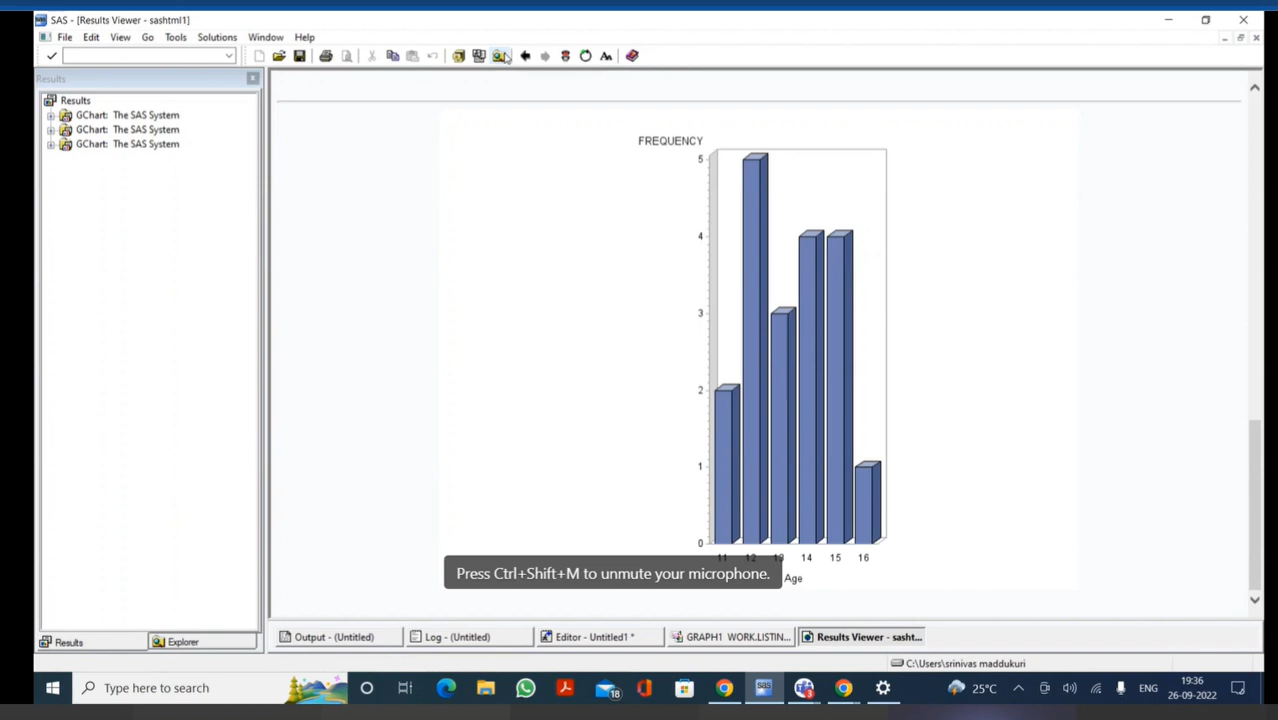 SAS - [Results Viewer - sashtml1]
File Edit View Go Tools Solutions Window Help
Results
Results
GChart: The SAS System
GChart: The SAS System
GChart: The SAS System
FREQUENCY
5
4
3
2
1
0
11 12 13 14 15 16
Age
Press Ctrl+Shift+M to unmute your microphone.
Results Explorer
Output - (Untitled) Log - (Untitled) Editor - Untitled1 * GRAPH1 WORK.LISTIN... Results Viewer - sasht...
C:\Users\srinivas maddukuri
Type here to search 18 25°C ENG 19:36
26-09-2022